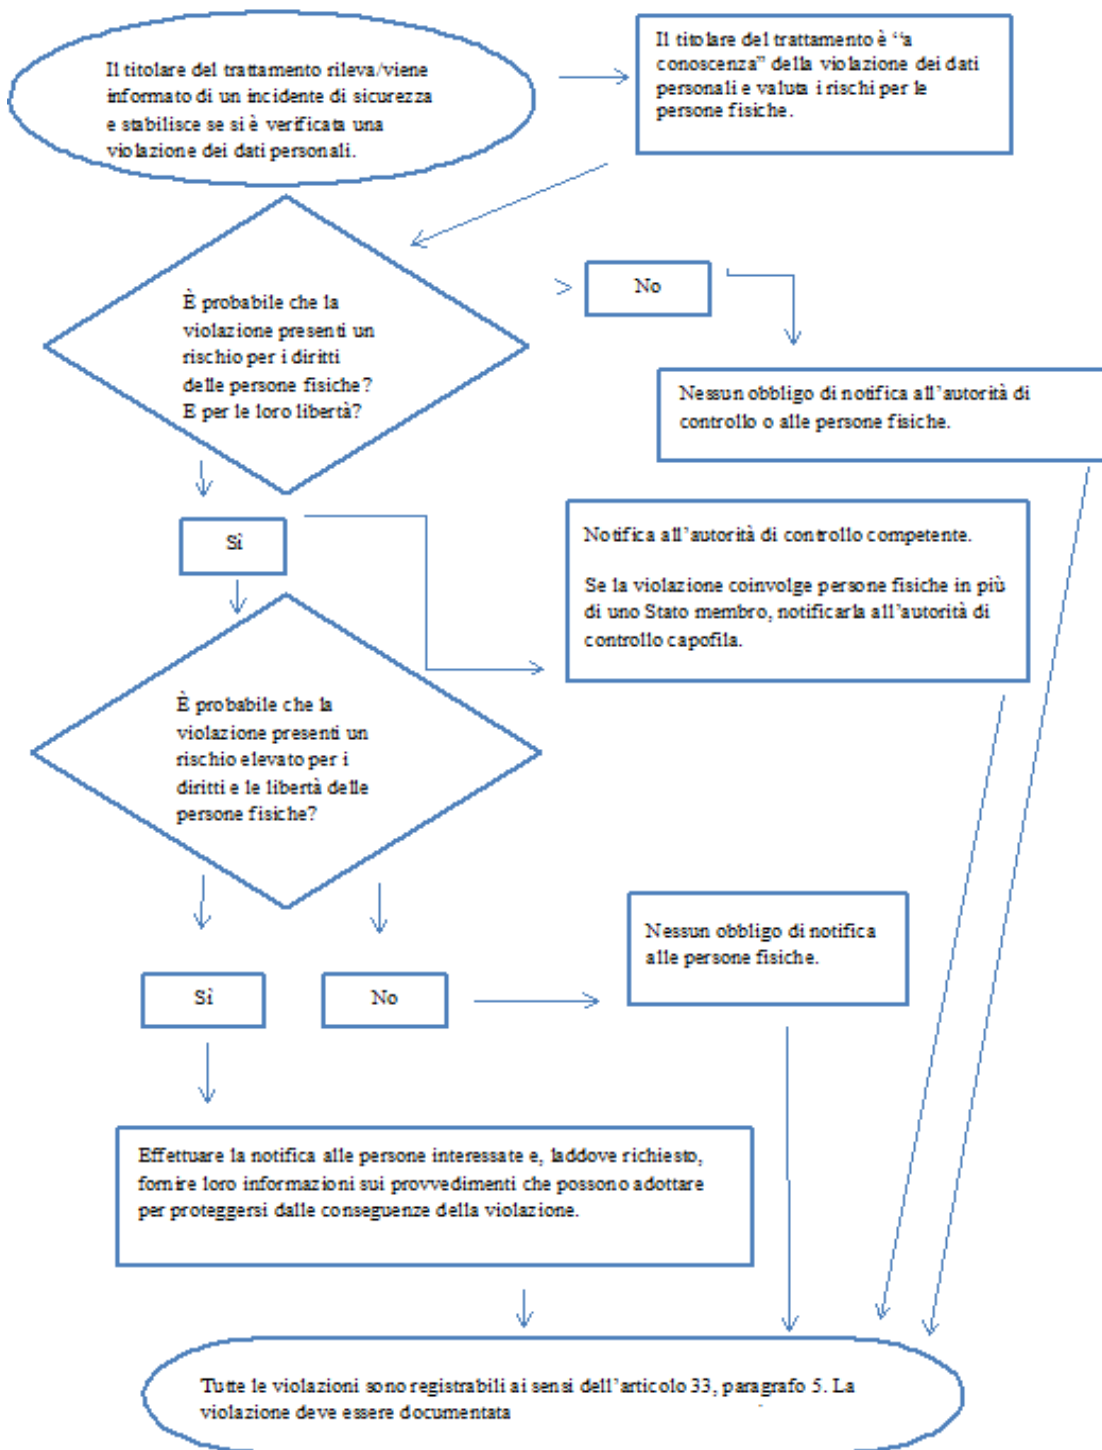 Il titolare del trattamento rileva/viene
informato di un incidente di sicurezza
e stabilisce se si è verificata una
violazione dei dati personali.
Il titolare del trattamento è “a
conoscenza” della violazione dei dati
personali e valuta i rischi per le
persone fisiche.
È probabile che la
violazione presenti un
rischio per i diritti
delle persone fisiche?
E per le loro libertà?
No
Nessun obbligo di notifica all’autorità di
controllo o alle persone fisiche.
Sì
Notifica all’autorità di controllo competente.
Se la violazione coinvolge persone fisiche in più
di uno Stato membro, notificarla all’autorità di
controllo capofila.
È probabile che la
violazione presenti un
rischio elevato per i
diritti e le libertà delle
persone fisiche?
Sì
No
Nessun obbligo di notifica
alle persone fisiche.
Effettuare la notifica alle persone interessate e, laddove richiesto,
fornire loro informazioni sui provvedimenti che possono adottare
per proteggersi dalle conseguenze della violazione.
Tutte le violazioni sono registrabili ai sensi dell’articolo 33, paragrafo 5. La
violazione deve essere documentata